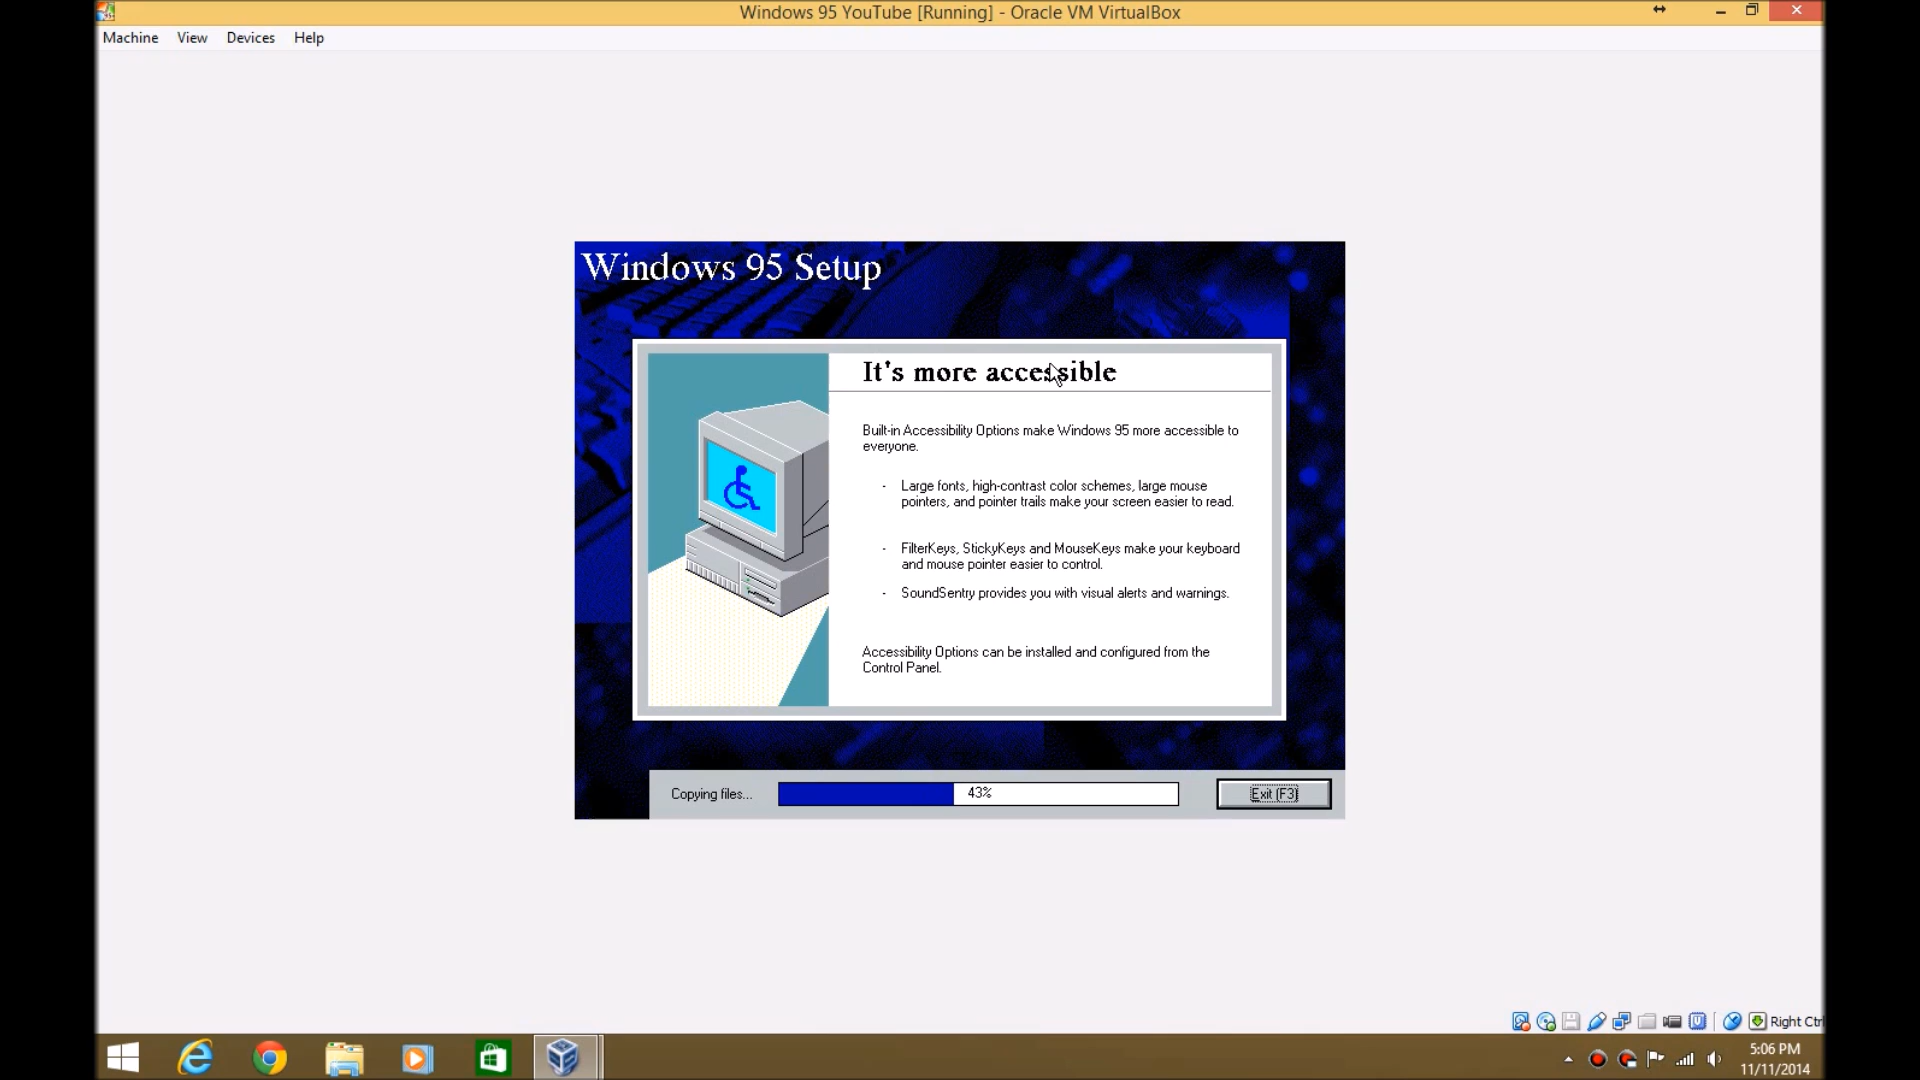 Windows 95 YouTube [Running] - Oracle VM VirtualBox
Machine View Devices Help
Windows 95 Setup
It's more accessible
Built-in Accessibility Options make Windows 95 more accessible to
everyone.
- Large fonts, high-contrast color schemes, large mouse
pointers, and pointer trails make your screen easier to read.
- FilterKeys, StickyKeys and MouseKeys make your keyboard
and mouse pointer easier to control.
- SoundSentry provides you with visual alerts and warnings.
Accessibility Options can be installed and configured from the
Control Panel.
Copying files... 43% Exit (F3)
Right Ctrl
5:06 PM
11/11/2014